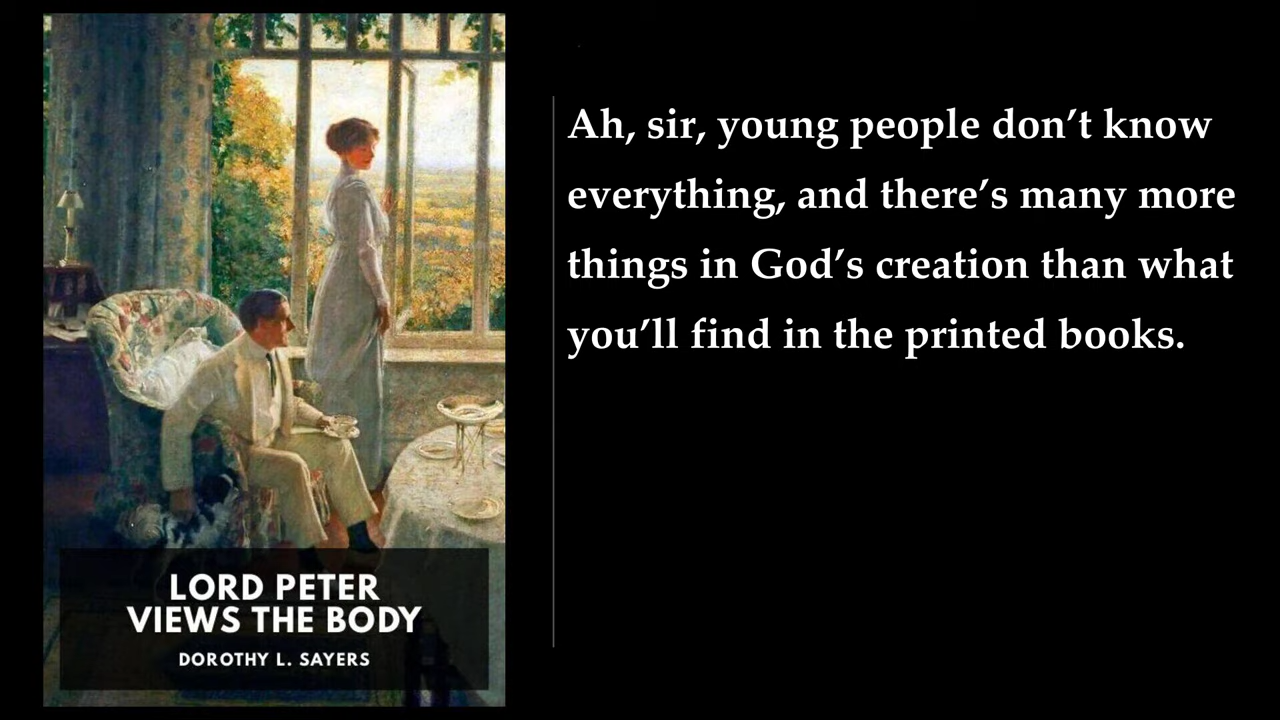 Ah, sir, young people don’t know
everything, and there’s many more
things in God’s creation than what
you’ll find in the printed books.
LORD PETER
VIEWS THE BODY
DOROTHY L. SAYERS